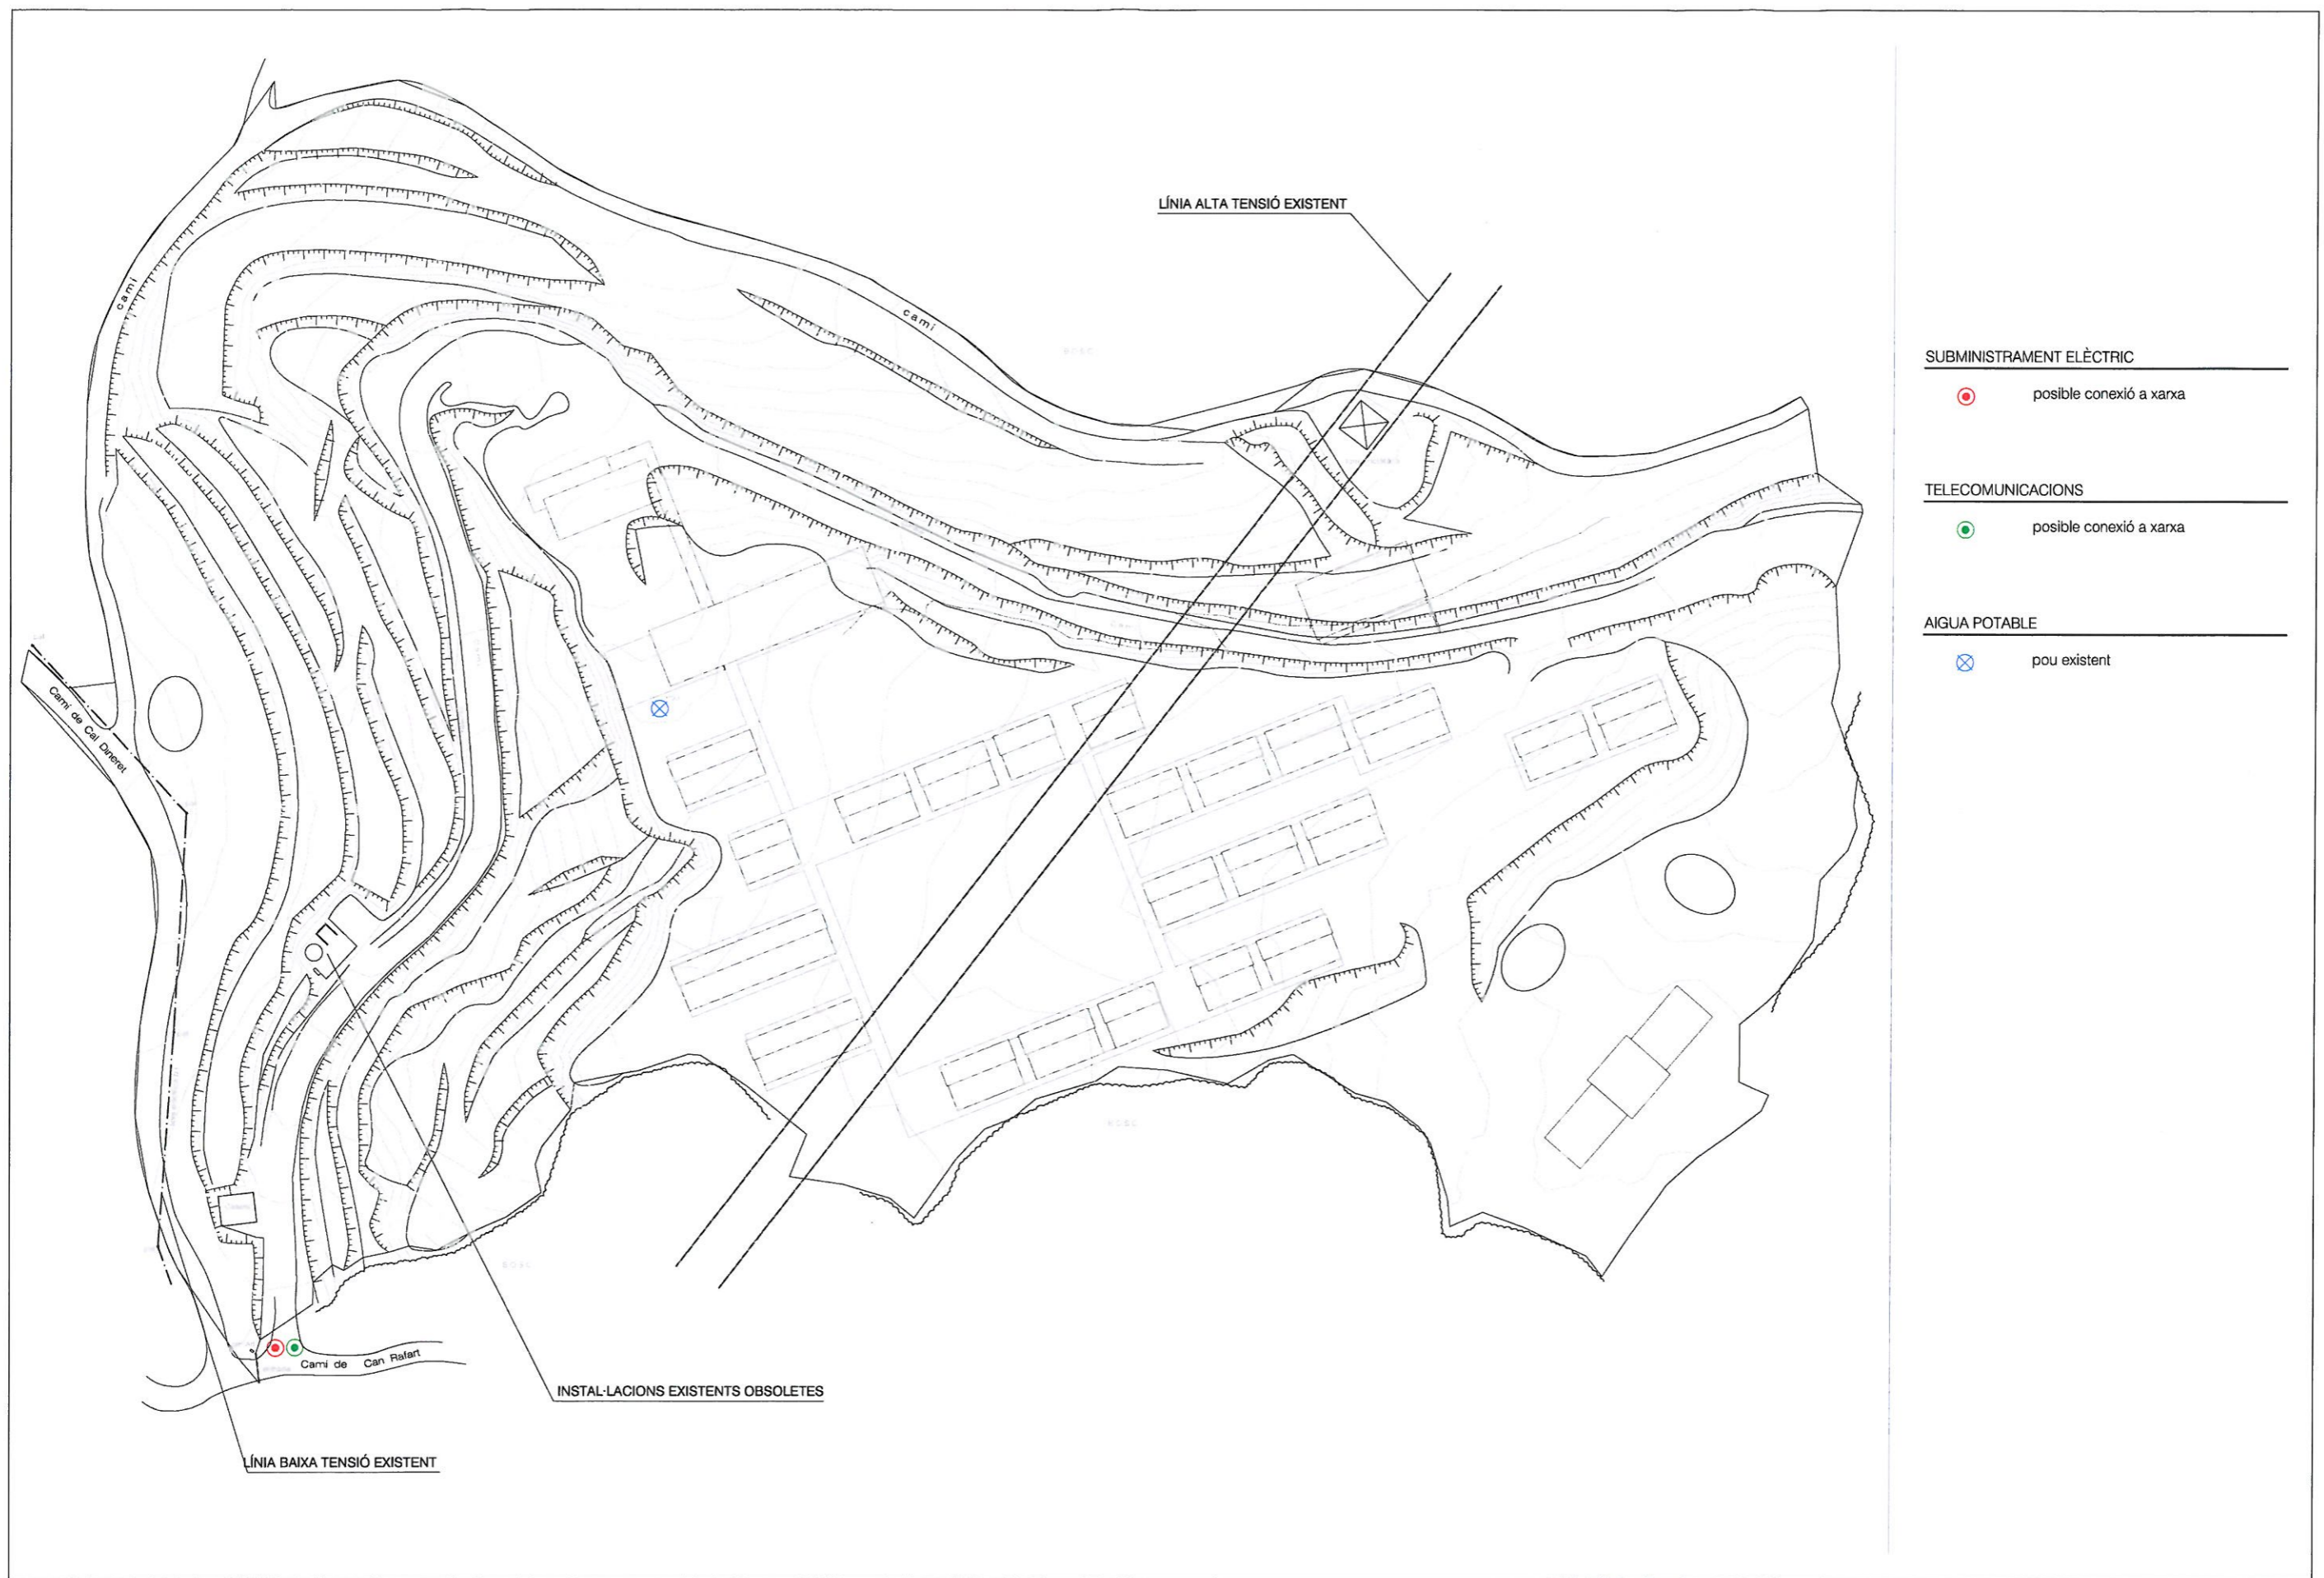 LÍNIA ALTA TENSIÓ EXISTENT
camí
camí
SUBMINISTRAMENT ELÈCTRIC
posible conexió a xarxa
TELECOMUNICACIONS
posible conexió a xarxa
AIGUA POTABLE
pou existent
Camí de Cal Dineret
Camí de Can Rafart
INSTAL·LACIONS EXISTENTS OBSOLETES
LÍNIA BAIXA TENSIÓ EXISTENT